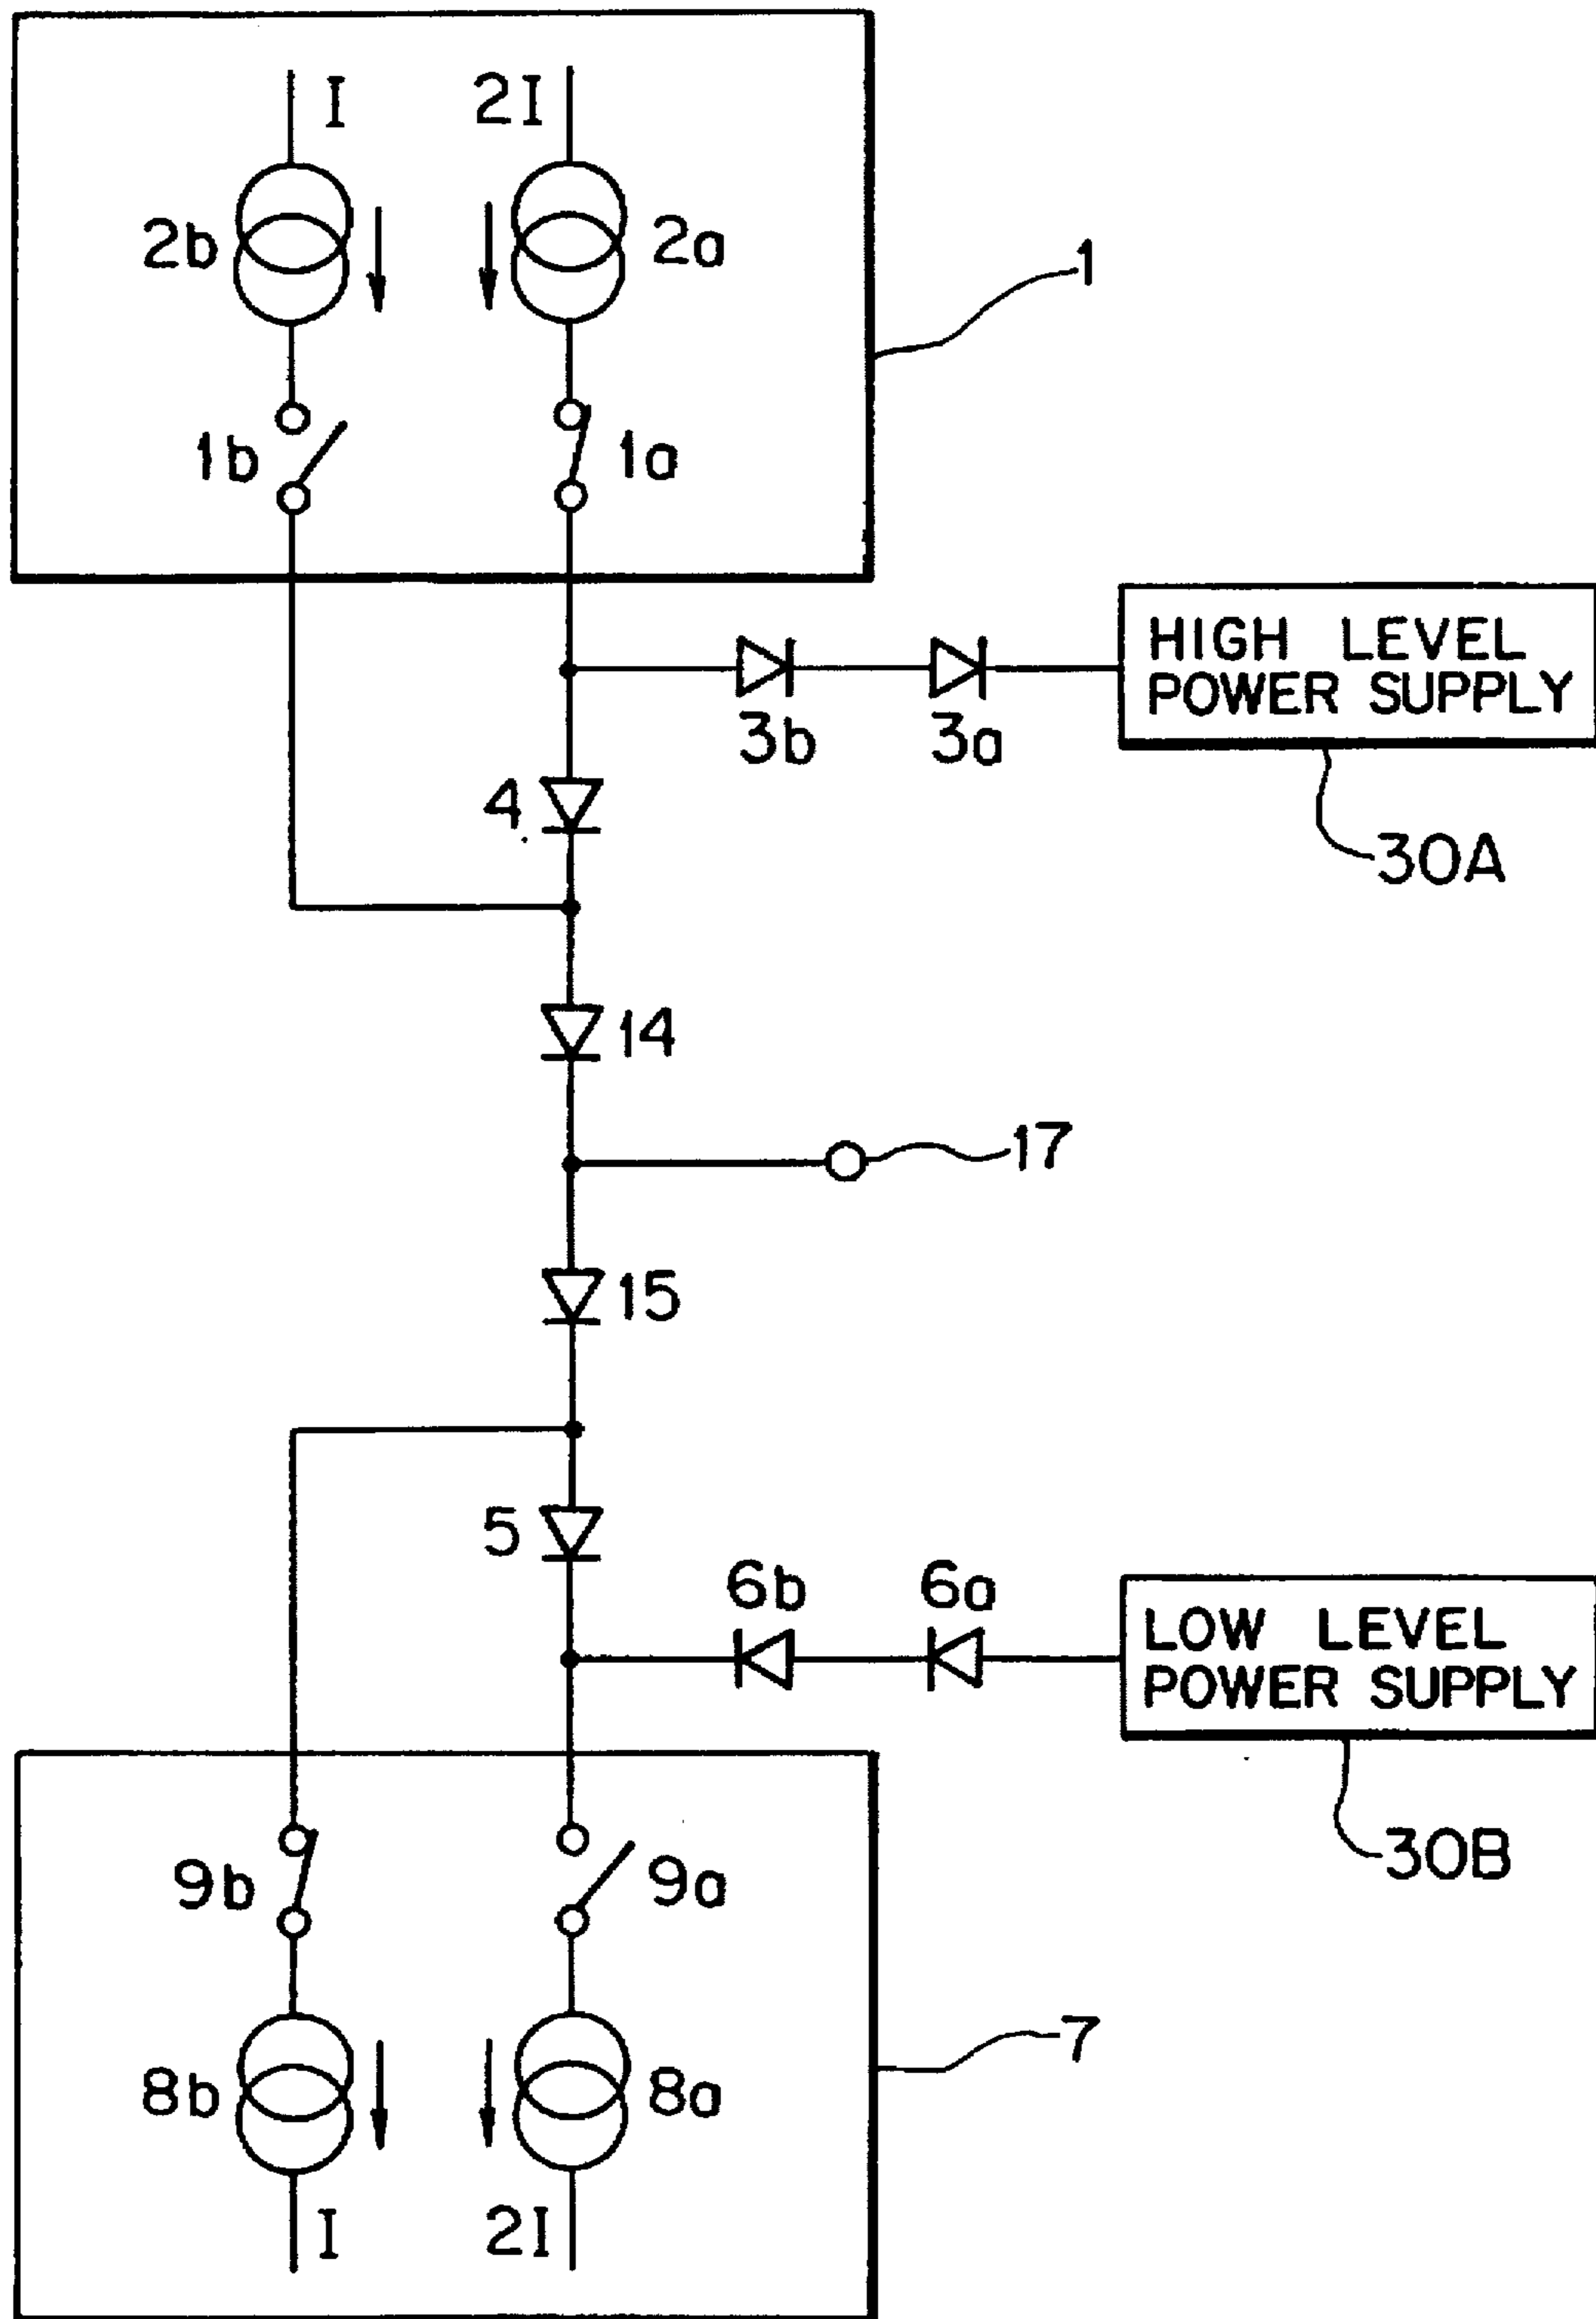 I 2I
2b 2a
1
1b 1a
HIGH LEVEL
POWER SUPPLY
3b 3a
4
30A
14
17
15
5
6b 6a
LOW LEVEL
POWER SUPPLY
9b 9a
30B
7
8b 8a
I 2I